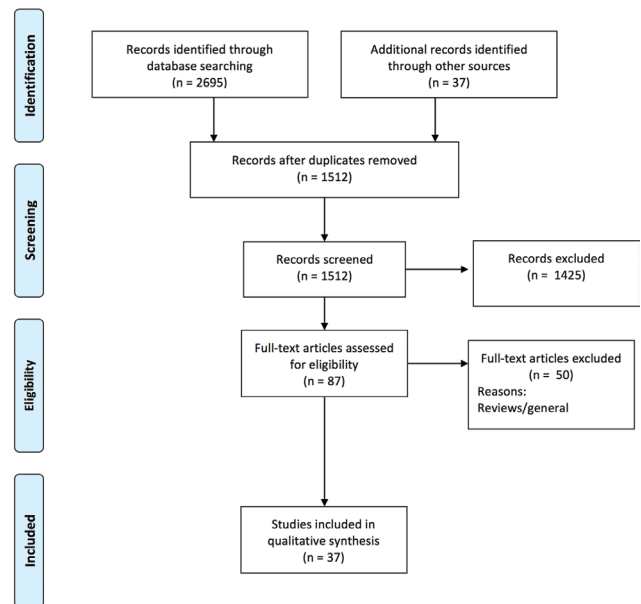 Identification
Records identified through
database searching
(n = 2695)
Additional records identified
through other sources
(n = 37)
Records after duplicates removed
(n = 1512)
Screening
Records screened
(n = 1512)
Records excluded
(n = 1425)
Eligibility
Full-text articles assessed
for eligibility
(n = 87)
Full-text articles excluded
(n = 50)
Reasons:
Reviews/general
Included
Studies included in
qualitative synthesis
(n = 37)